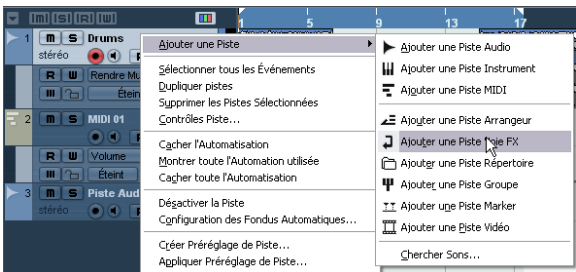 M S R W
1 5 9 13 17
1 m S Drums
stéréo
R W Rendre Mu
Étein
2 m S MIDI 01
R W Volume
Éteint
3 m S Piste Aud
stéréo
Ajouter une Piste
Sélectionner tous les Événements
Dupliquer pistes
Supprimer les Pistes Sélectionnées
Contrôles Piste...
Cacher l'Automatisation
Montrer toute l'Automation utilisée
Cacher toute l'Automatisation
Désactiver la Piste
Configuration des Fondus Automatiques...
Créer Préréglage de Piste...
Appliquer Préréglage de Piste...
Ajouter une Piste Audio
Ajouter une Piste Instrument
Ajouter une Piste MIDI
Ajouter une Piste Arrangeur
Ajouter une Piste Voie FX
Ajouter une Piste Répertoire
Ajouter une Piste Groupe
Ajouter une Piste Marker
Ajouter une Piste Vidéo
Chercher Sons...